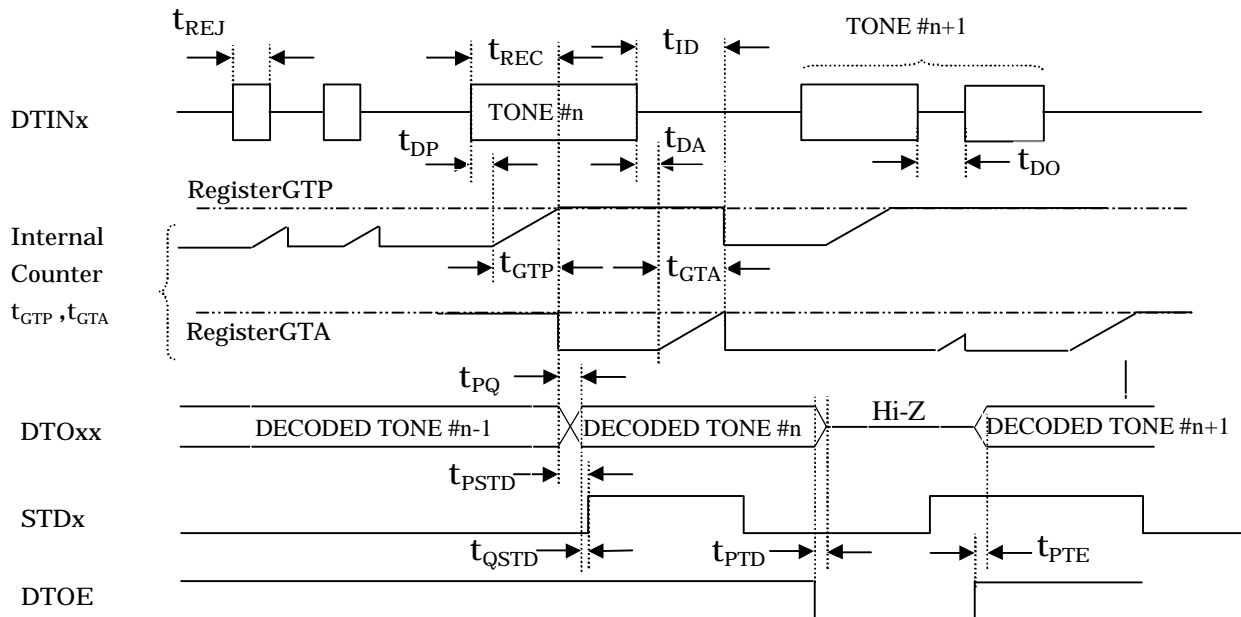 tREJ
tREC
tID
TONE #n+1
DTINx
TONE #n
tDP
tDA
tDO
RegisterGTP
Internal
Counter
tGTP ,tGTA
tGTP
tGTA
RegisterGTA
tPQ
Hi-Z
DTOxx
DECODED TONE #n-1
DECODED TONE #n
DECODED TONE #n+1
tPSTD
STDx
tQSTD
tPTD
tPTE
DTOE